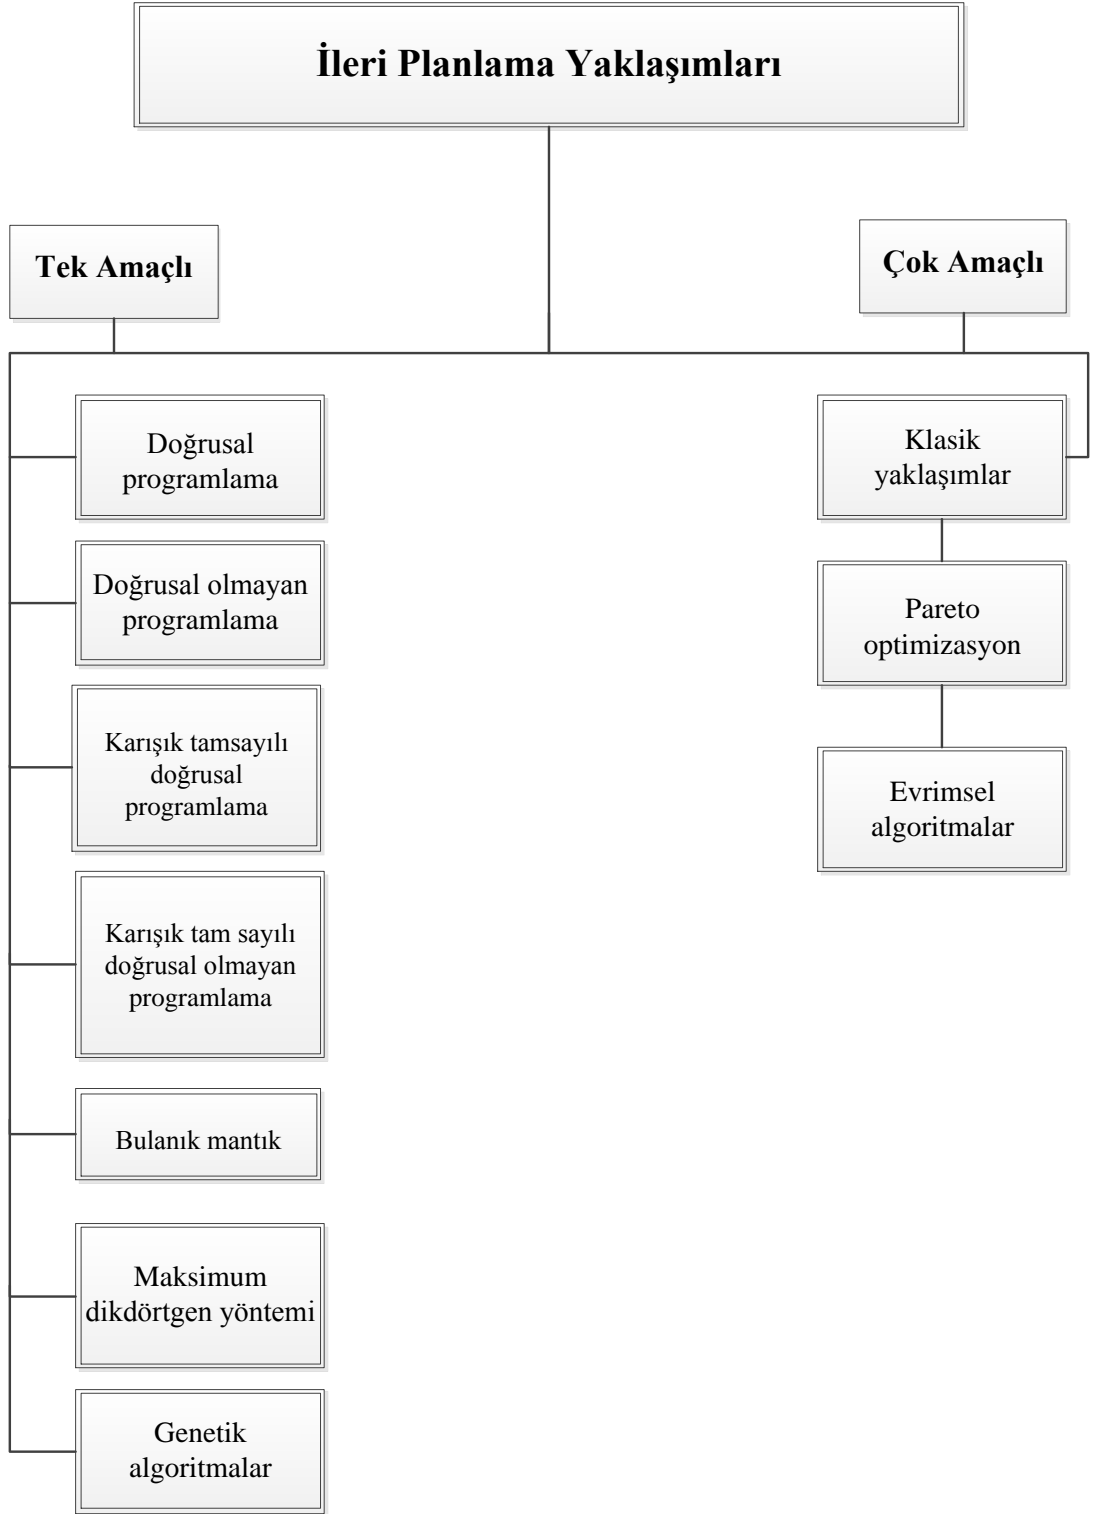 İleri Planlama Yaklaşımları
Tek Amaçlı
Çok Amaçlı
Doğrusal
programlama
Doğrusal olmayan
programlama
Karışık tamsayılı
doğrusal
programlama
Karışık tam sayılı
doğrusal olmayan
programlama
Bulanık mantık
Maksimum
dikdörtgen yöntemi
Genetik
algoritmalar
Klasik
yaklaşımlar
Pareto
optimizasyon
Evrimsel
algoritmalar